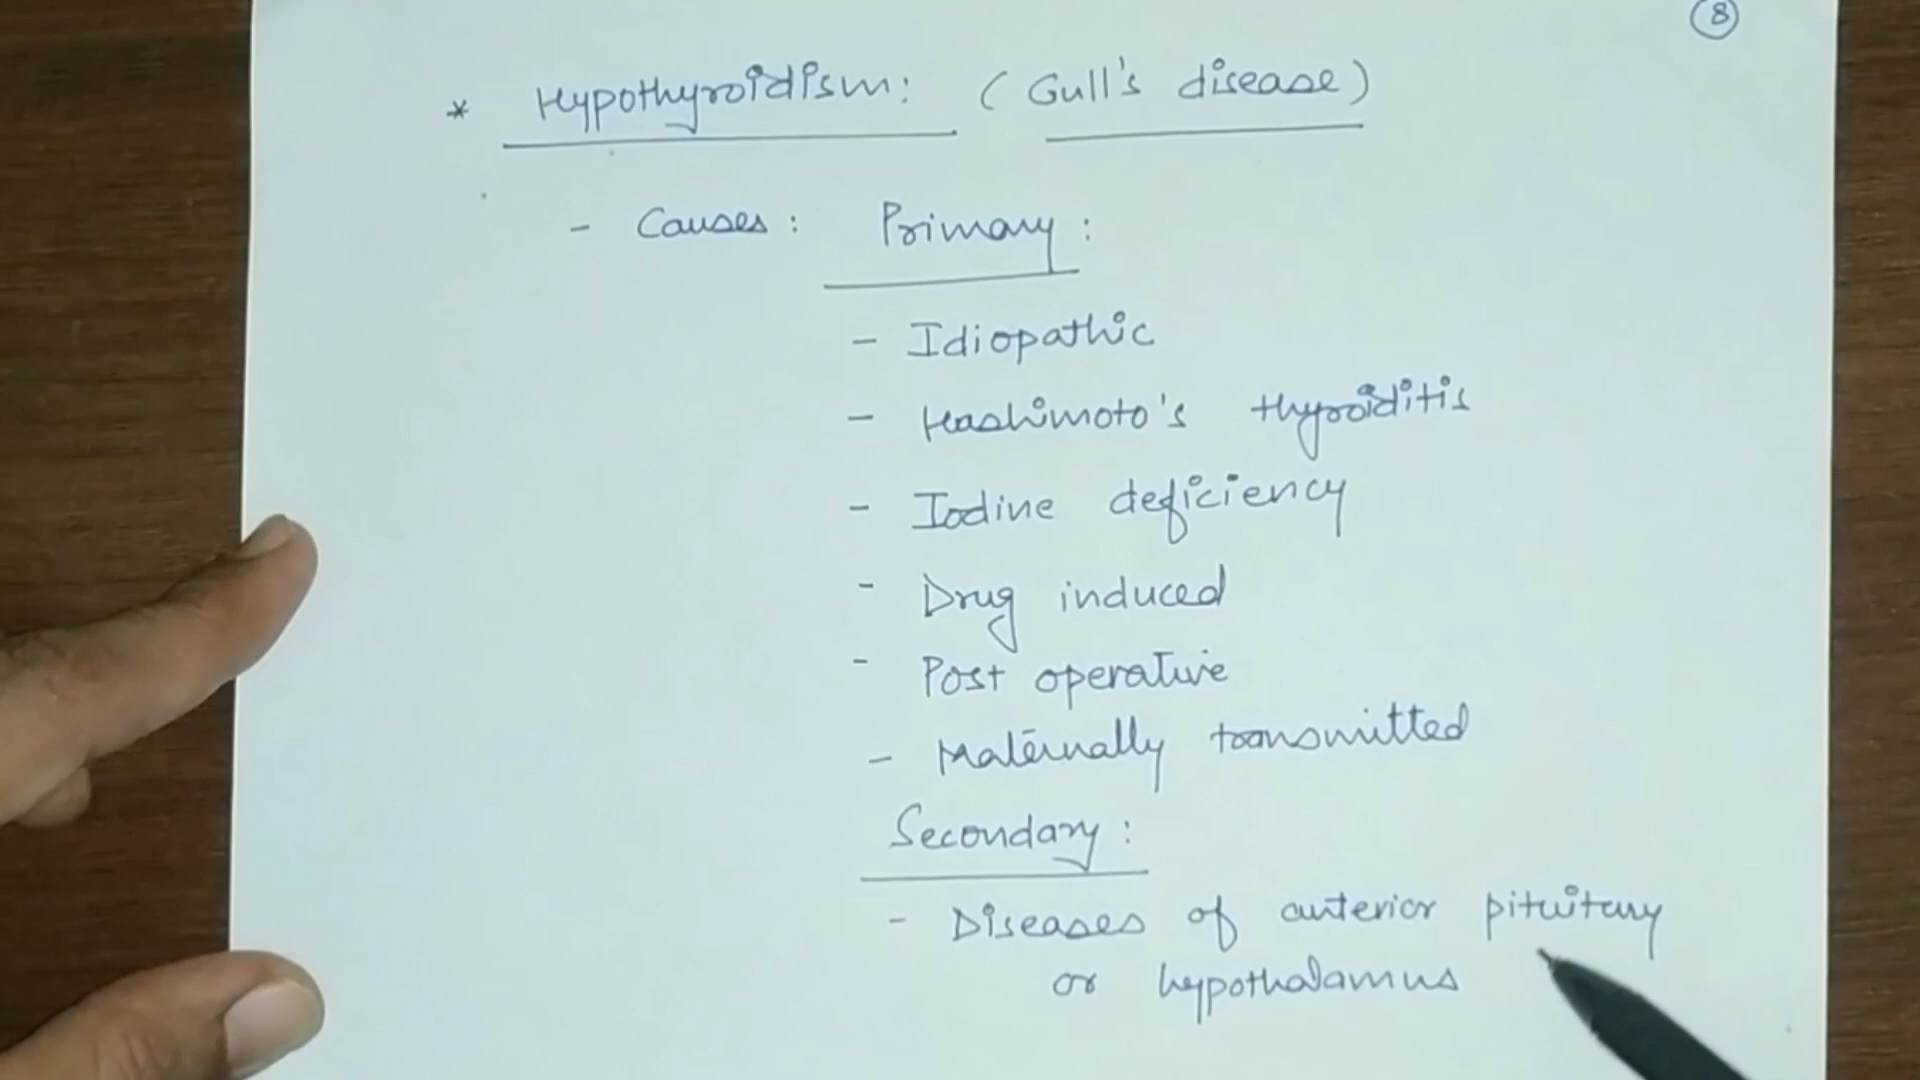 8
* Hypothyroidism: (Gull's disease)
- Causes: Primary:
- Idiopathic
- Hashimoto's thyroiditis
- Iodine deficiency
- Drug induced
- Post operative
- Maternally transmitted
Secondary:
- Diseases of anterior pituitary
or hypothalamus